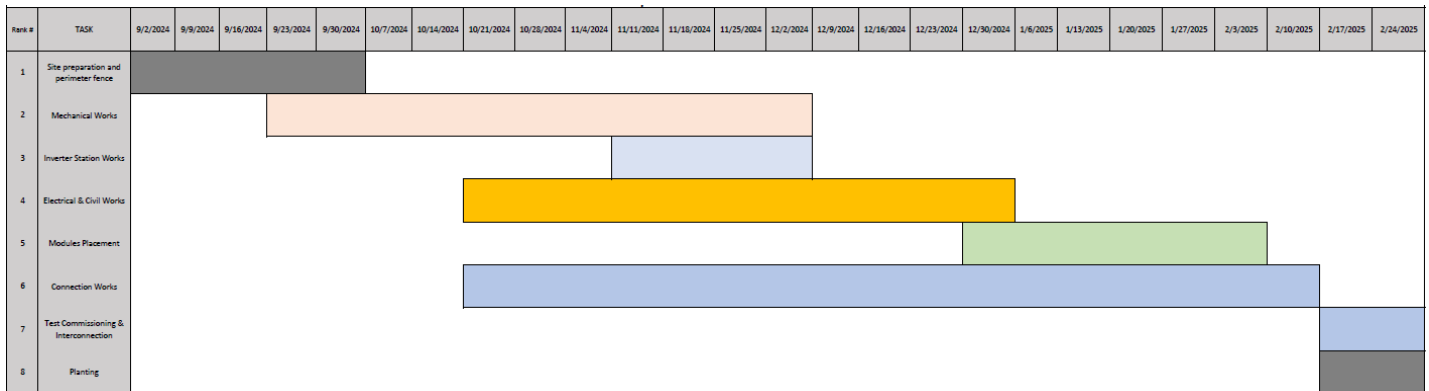 Rank # TASK 9/2/2024 9/9/2024 9/16/2024 9/23/2024 9/30/2024 10/7/2024 10/14/2024 10/21/2024 10/28/2024 11/4/2024 11/11/2024 11/18/2024 11/25/2024 12/2/2024 12/9/2024 12/16/2024 12/23/2024 12/30/2024 1/6/2025 1/13/2025 1/20/2025 1/27/2025 2/3/2025 2/10/2025 2/17/2025 2/24/2025
1 Site preparation and
perimeter fence
2 Mechanical Works
3 Inverter Station Works
4 Electrical & Civil Works
5 Modules Placement
6 Connection Works
7 Test Commissioning &
Interconnection
8 Planting